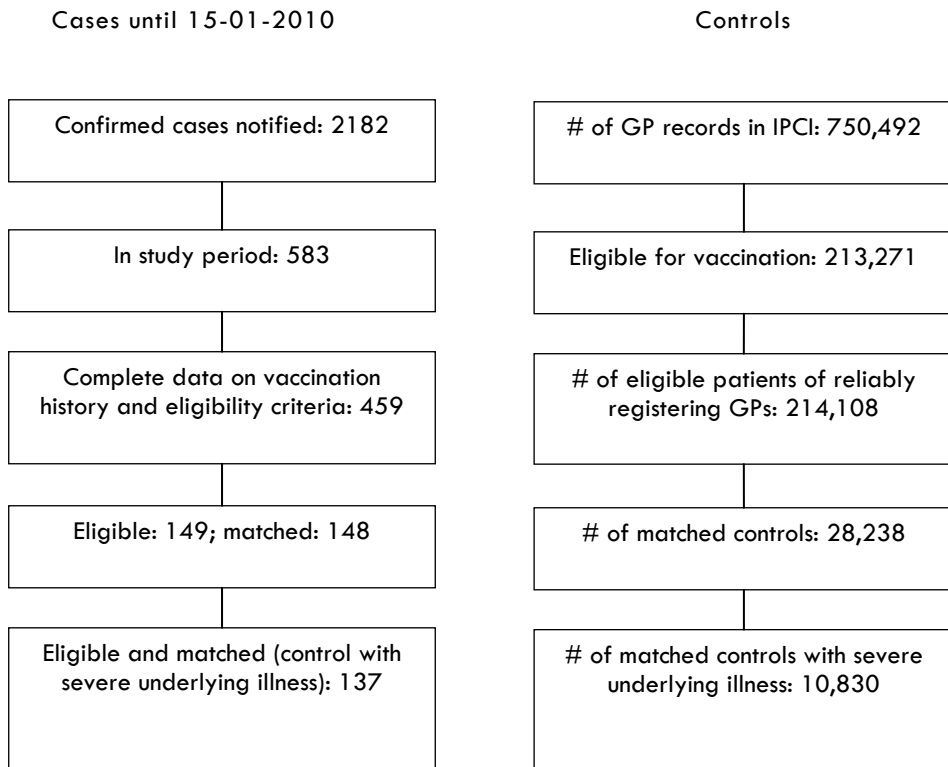 Cases until 15-01-2010
Confirmed cases notified: 2182
In study period: 583
Complete data on vaccination
history and eligibility criteria: 459
Eligible: 149; matched: 148
Eligible and matched (control with
severe underlying illness): 137
Controls
# of GP records in IPCI: 750,492
Eligible for vaccination: 213,271
# of eligible patients of reliably
registering GPs: 214,108
# of matched controls: 28,238
# of matched controls with severe
underlying illness: 10,830